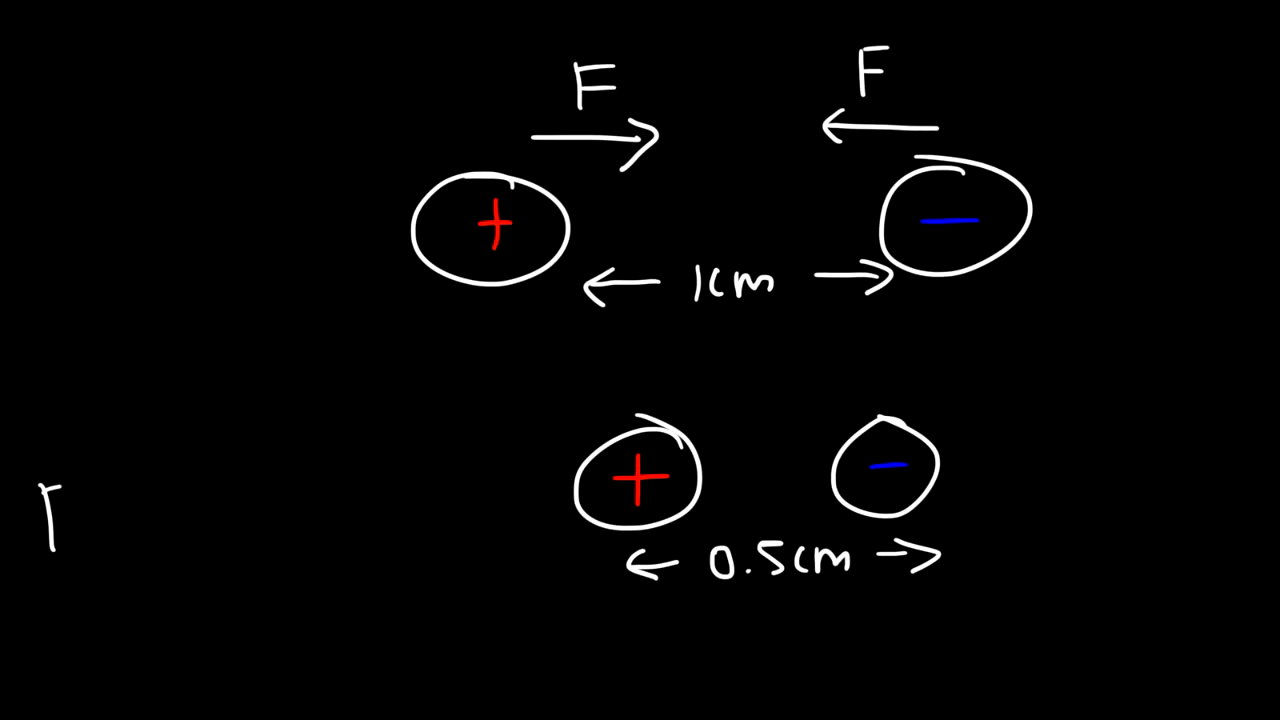 F F
+ −
1cm
+ −
0.5cm